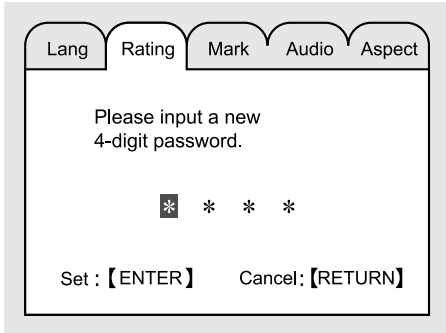 Lang Rating Mark Audio Aspect
Please input a new
4-digit password.
* * * *
Set :【ENTER】 Cancel:【RETURN】